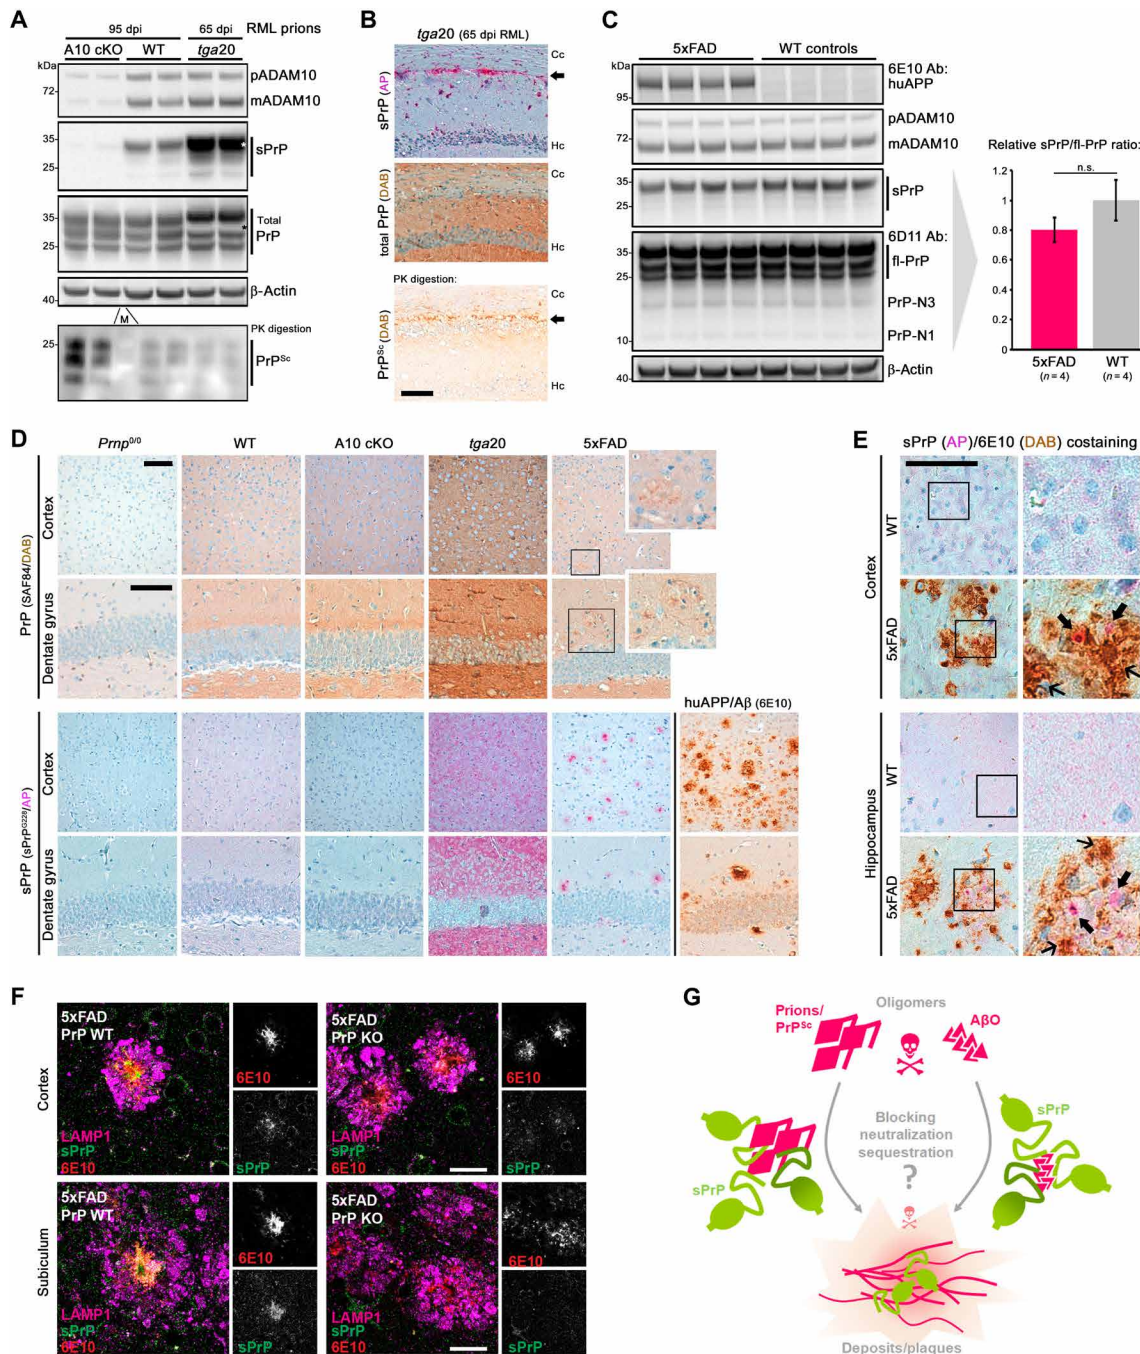 A
95 dpi
65 dpi
RML prions
A10 cKO
WT
tga20
kDa
72
pADAM10
mADAM10
35
25
*
sPrP
35
25
*
Total
PrP
40
β-Actin
M
PK digestion
25
PrPSc
B
tga20 (65 dpi RML)
sPrP (AP)
Cc
Hc
total PrP (DAB)
Cc
Hc
PK digestion:
PrPSc (DAB)
Cc
Hc
C
5xFAD
WT controls
kDa
95
6E10 Ab:
huAPP
72
pADAM10
mADAM10
35
25
sPrP
6D11 Ab:
35
25
fl-PrP
PrP-N3
10
PrP-N1
40
β-Actin
Relative sPrP/fl-PrP ratio:
n.s.
1.2
1
0.8
0.6
0.4
0.2
0
5xFAD
WT
(n = 4)
(n = 4)
D
Prnp0/0
WT
A10 cKO
tga20
5xFAD
PrP (SAF84/DAB)
Cortex
Dentate gyrus
huAPP/Aβ (6E10)
sPrP (sPrPG228/AP)
Cortex
Dentate gyrus
E
sPrP (AP)/6E10 (DAB) costaining
Cortex
WT
5xFAD
Hippocampus
WT
5xFAD
F
Cortex
5xFAD
PrP WT
LAMP1
sPrP
6E10
6E10
sPrP
5xFAD
PrP KO
LAMP1
sPrP
6E10
6E10
sPrP
Subiculum
5xFAD
PrP WT
LAMP1
sPrP
6E10
6E10
sPrP
5xFAD
PrP KO
LAMP1
sPrP
6E10
6E10
sPrP
G
Prions/
PrPSc
Oligomers
AβO
sPrP
Blocking
neutralization
sequestration
?
sPrP
Deposits/plaques